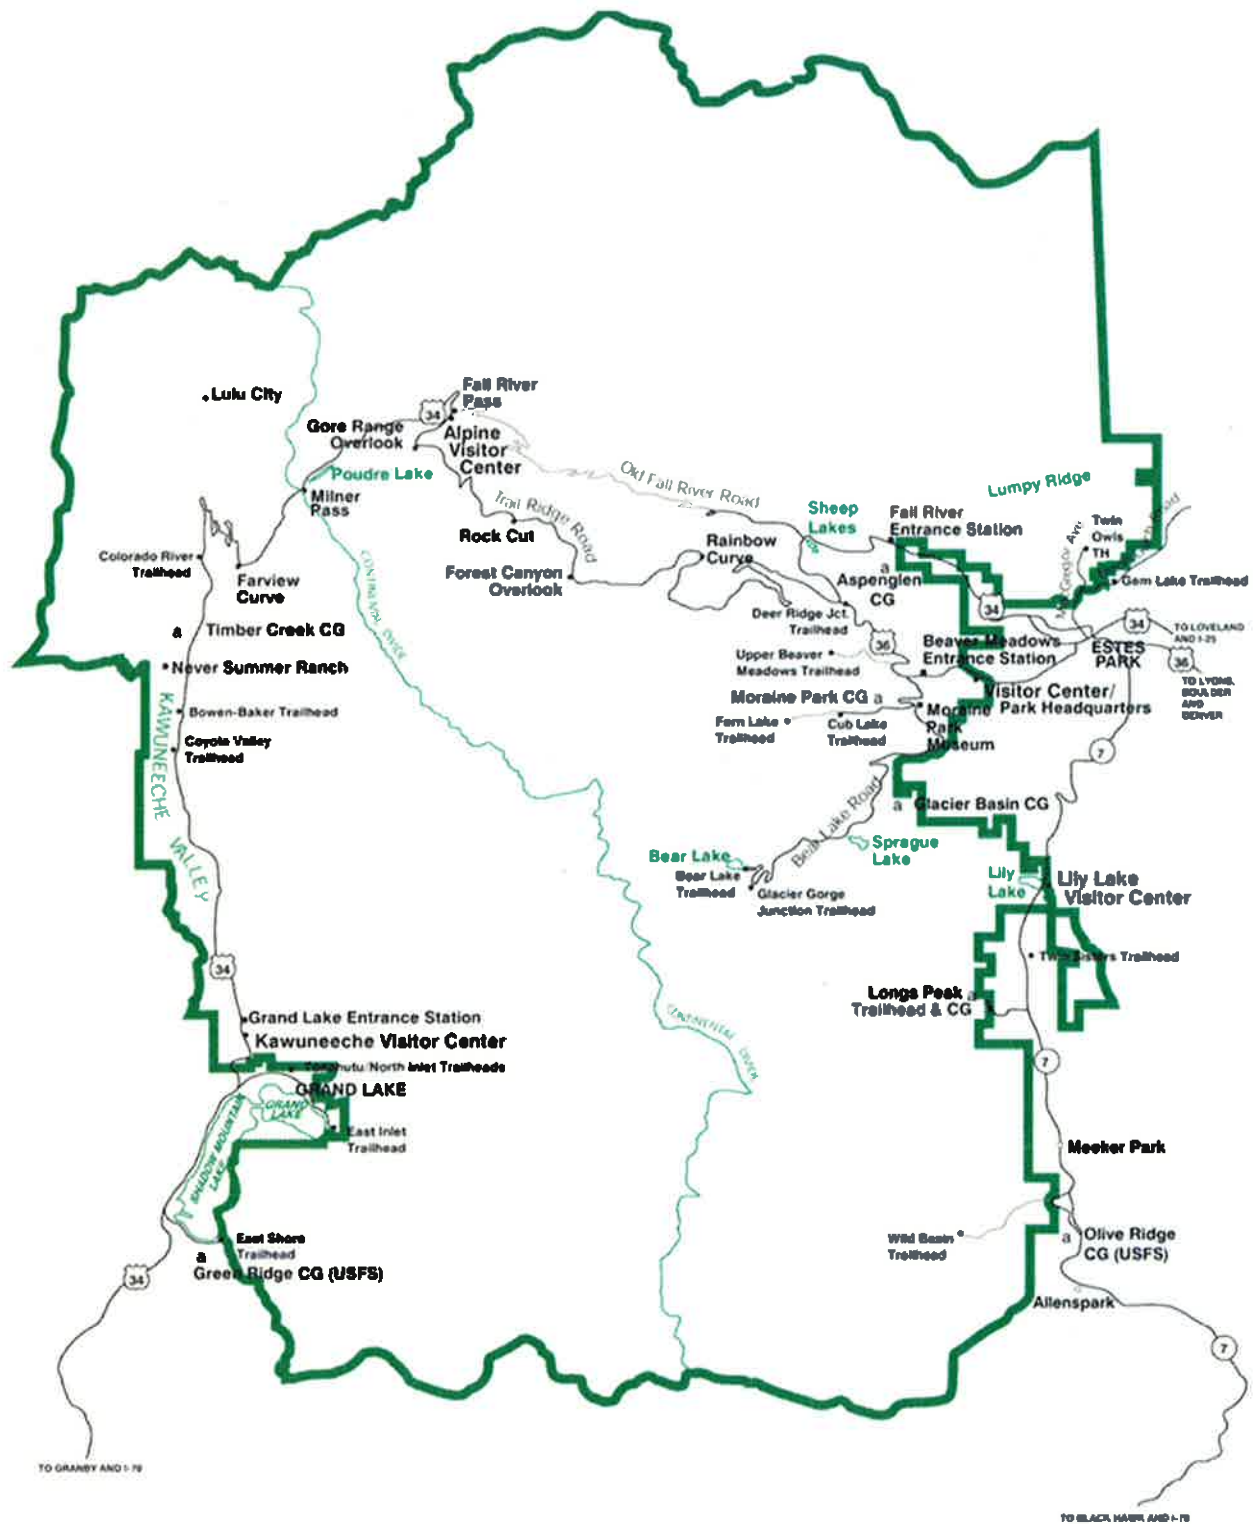 Lulu City
Fall River
Pass
34
Gore Range
Overlook
Alpine
Visitor
Center
Poudre Lake
Milner
Pass
Old Fall River Road
Trail Ridge Road
Rock Cut
Forest Canyon
Overlook
Rainbow
Curve
Sheep
Lakes
Lumpy Ridge
Fall River
Entrance Station
Mac Gregor Ave
Twin
Owls
TH
Gem Lake Trailhead
a
Aspenglen
CG
Colorado River
Trailhead
Farview
Curve
CONTINENTAL DIVIDE
Deer Ridge Jct.
Trailhead
34
34
TO LOVELAND
AND I-25
36
ESTES
PARK
36
TO LYONS,
BOULDER
AND
DENVER
a
Timber Creek CG
Never Summer Ranch
Upper Beaver
Meadows Trailhead
Beaver Meadows
Entrance Station
Visitor Center/
Park Headquarters
Moraine Park CG a
Bowen-Baker Trailhead
Coyote Valley
Trailhead
KAWUNEECHE VALLEY
Fern Lake
Trailhead
Cub Lake
Trailhead
Moraine
Park
Museum
7
a
Glacier Basin CG
Bear Lake Road
Sprague
Lake
Bear Lake
Bear Lake
Trailhead
Glacier Gorge
Junction Trailhead
Lily
Lake
Lily Lake
Visitor Center
Twin Sisters Trailhead
34
Longs Peak a
Trailhead & CG
Grand Lake Entrance Station
Kawuneeche Visitor Center
CONTINENTAL DIVIDE
Tonahutu/North Inlet Trailheads
GRAND LAKE
GRAND
LAKE
SHADOW MOUNTAIN
LAKE
East Inlet
Trailhead
7
Meeker Park
East Shore
Trailhead
a
Green Ridge CG (USFS)
34
Wild Basin
Trailhead
a
Olive Ridge
CG (USFS)
Allenspark
7
TO GRANBY AND I-70
TO BLACK HAWK AND I-70